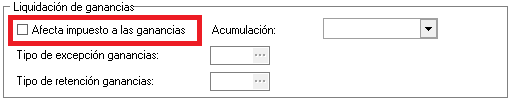 Liquidación de ganancias
Afecta impuesto a las ganancias Acumulación:
Tipo de excepción ganancias: ...
Tipo de retención ganancias: ...